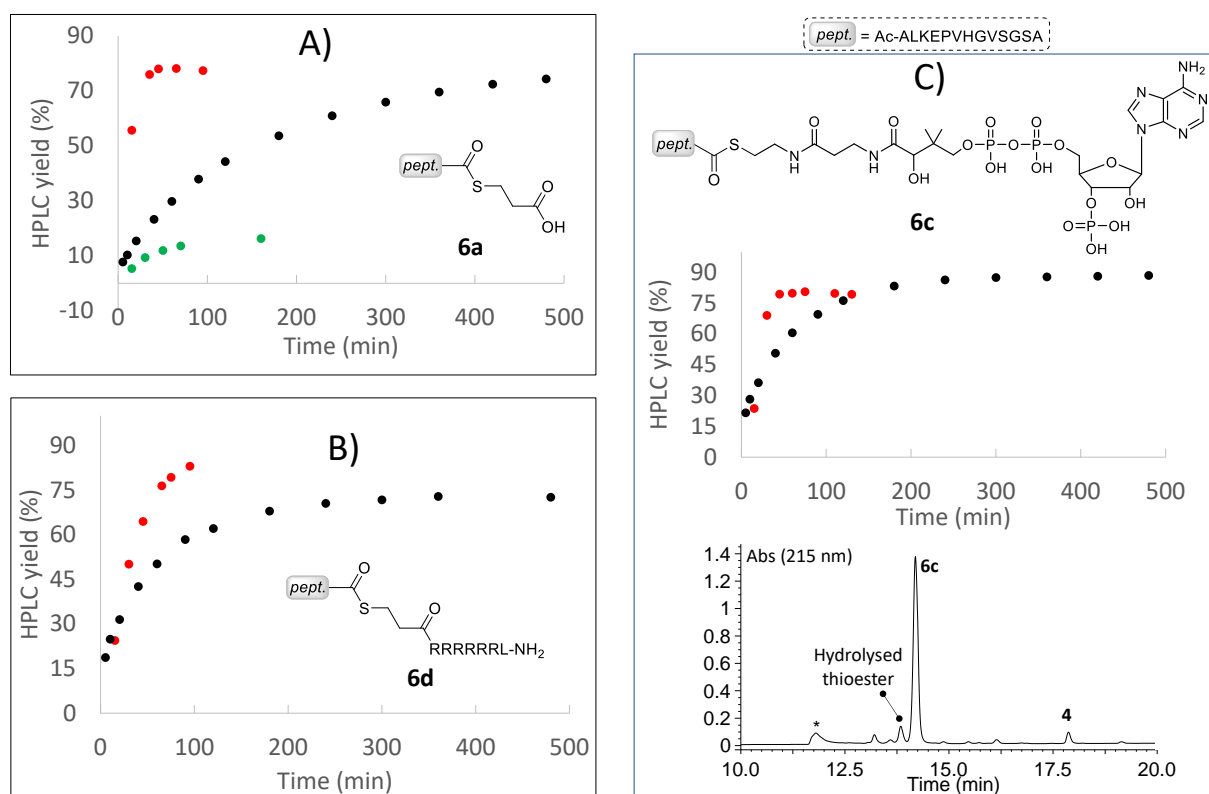 A)
HPLC yield (%)
90
70
50
30
10
-10
0
100
200
300
400
500
Time (min)
pept.
O
S
O
OH
6a
B)
HPLC yield (%)
90
75
60
45
30
15
0
0
100
200
300
400
500
Time (min)
pept.
O
S
O
RRRRRRL-NH2
6d
pept. = Ac-ALKEPVHGVSGSA
C)
NH2
N
N
N
N
pept.
S
O
N
H
O
N
H
O
OH
O
P
O
OH
O
P
O
OH
O
O
OH
O
O
P
OH
OH
6c
HPLC yield (%)
90
75
60
45
30
15
0
0
100
200
300
400
500
Time (min)
Abs (215 nm)
1.4
1.2
1
0.8
0.6
0.4
0.2
0
6c
Hydrolysed
thioester
*
4
10.0
12.5
15.0
17.5
20.0
Time (min)